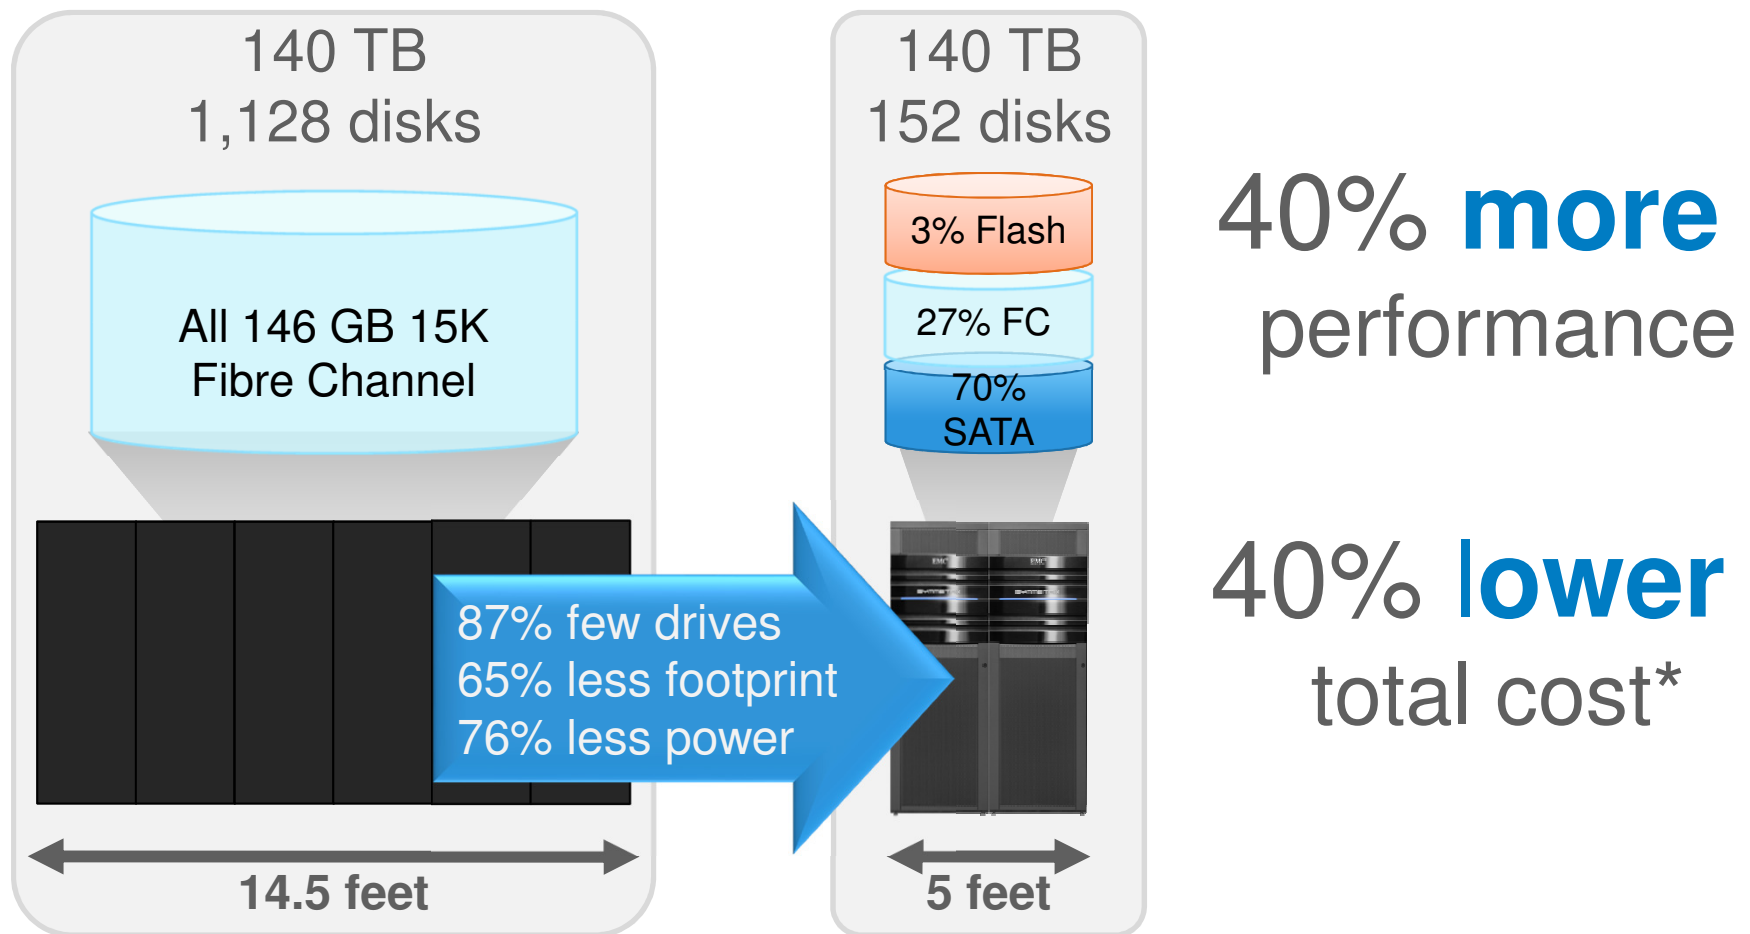 140 TB
1,128 disks
All 146 GB 15K
Fibre Channel
87% few drives
65% less footprint
76% less power
14.5 feet
140 TB
152 disks
3% Flash
27% FC
70%
SATA
EMC²
EMC²
5 feet
40% more
performance
40% lower
total cost*